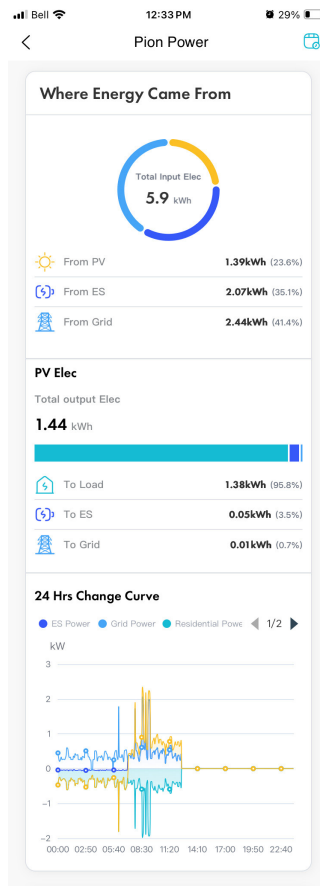 Bell 12:33 PM 29%
Pion Power
Where Energy Came From
Total Input Elec
5.9 kWh
From PV 1.39kWh (23.6%)
From ES 2.07kWh (35.1%)
From Grid 2.44kWh (41.4%)
PV Elec
Total output Elec
1.44 kWh
To Load 1.38kWh (95.8%)
To ES 0.05kWh (3.5%)
To Grid 0.01kWh (0.7%)
24 Hrs Change Curve
ES Power Grid Power Residential Powe 1/2
kW
3
2
1
0
-1
-2
00:00 02:50 05:40 08:30 11:20 14:10 17:00 19:50 22:40